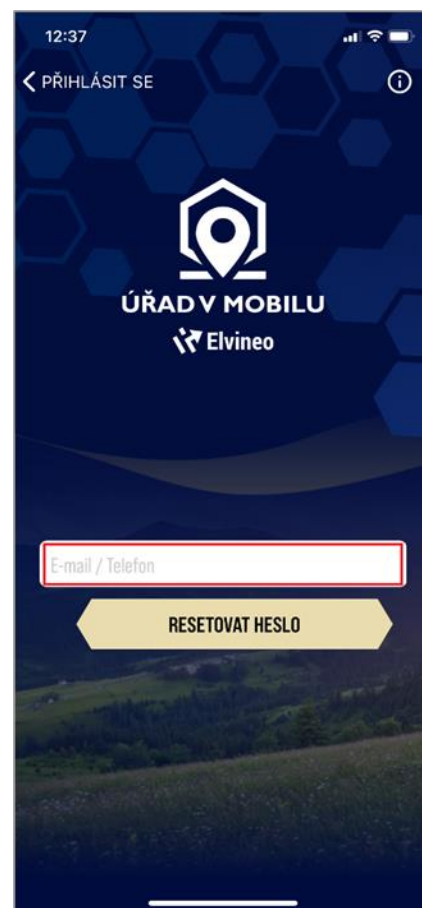 12:37
PŘIHLÁSIT SE
ÚŘAD V MOBILU
Elvineo
E-mail / Telefon
RESETOVAT HESLO